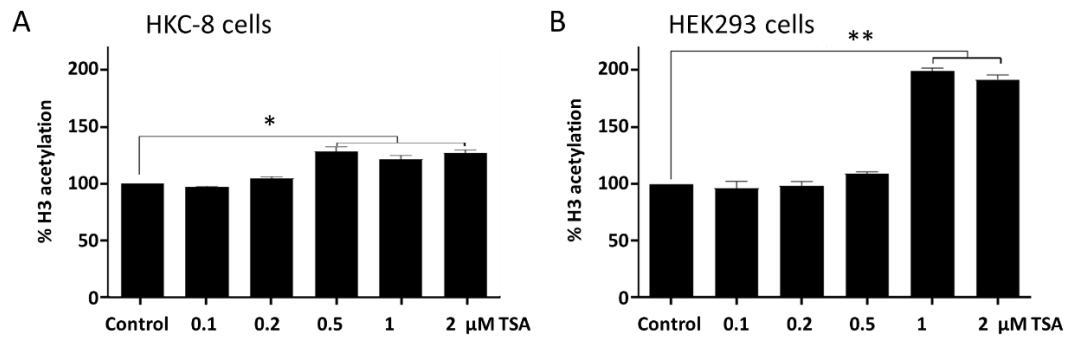 A HKC-8 cells
% H3 acetylation
200
150
100
50
0
*
Control 0.1 0.2 0.5 1 2 µM TSA
B HEK293 cells
% H3 acetylation
200
150
100
50
0
**
Control 0.1 0.2 0.5 1 2 µM TSA